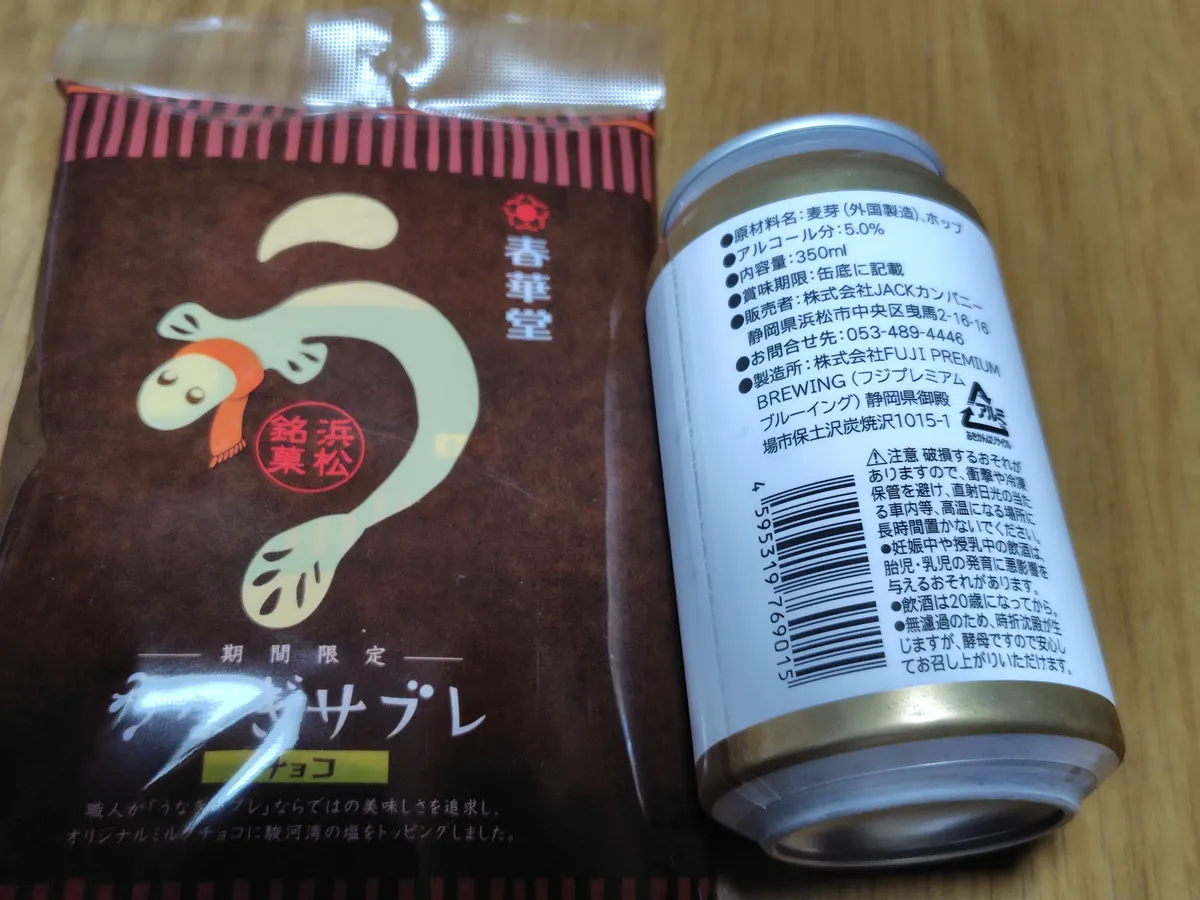 春華堂
浜松
銘菓
期間限定
うなぎサブレ
チョコ
職人が「うなぎサブレ」ならではの美味しさを追求し、
オリジナルミルクチョコに駿河湾の塩をトッピングしました。
●原材料名：麦芽（外国製造）、ホップ
●アルコール分：5.0%
●内容量：350ml
●賞味期限：缶底に記載
●販売者：株式会社JACKカンパニー
静岡県浜松市中央区曳馬2-16-16
●お問合せ先：053-489-4446
●製造所：株式会社FUJI PREMIUM
BREWING（フジプレミアム
ブルーイング）静岡県御殿
場市保土沢炭焼沢1015-1
アルミ
あきかんはリサイクル
⚠注意 破損するおそれが
ありますので、衝撃や冷凍
保管を避け、直射日光の当た
る車内等、高温になる場所に
長時間置かないでください。
●妊娠中や授乳中の飲酒は、
胎児・乳児の発育に悪影響を
与えるおそれがあります。
●飲酒は20歳になってから。
●無濾過のため、時折沈殿が生
じますが、酵母ですので安心し
てお召し上がりいただけます。
4 595319 769015